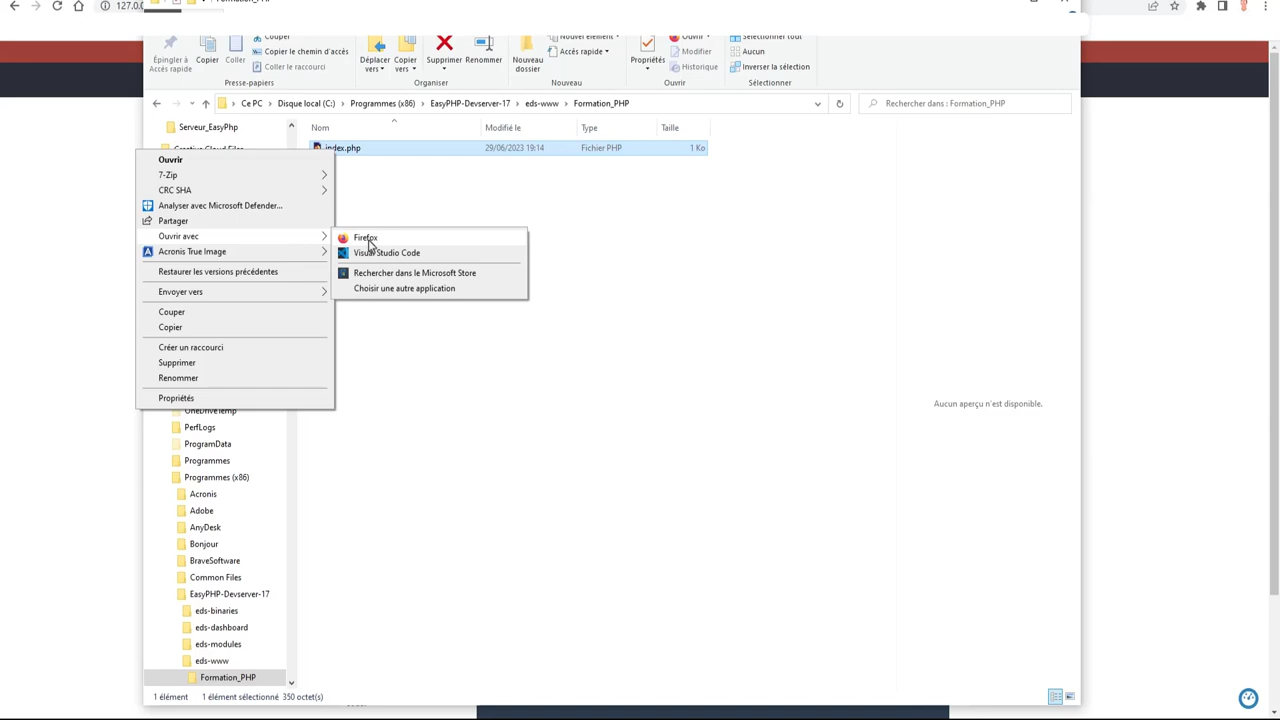 127.0
Formation_PHP
Épingler à
Accès rapide
Copier
Coller
Couper
Copier le chemin d'accès
Coller le raccourci
Presse-papiers
Déplacer
vers
Copier
vers
Supprimer
Renommer
Organiser
Nouveau
dossier
Nouvel élément
Accès rapide
Nouveau
Propriétés
Ouvrir
Modifier
Historique
Ouvrir
Sélectionner tout
Aucun
Inverser la sélection
Sélectionner
Ce PC > Disque local (C:) > Programmes (x86) > EasyPHP-Devserver-17 > eds-www > Formation_PHP
Rechercher dans : Formation_PHP
Serveur_EasyPhp
Creative Cloud Files
Nom
Modifié le
Type
Taille
index.php
29/06/2023 19:14
Fichier PHP
1 Ko
Ouvrir
7-Zip
CRC SHA
Analyser avec Microsoft Defender...
Partager
Ouvrir avec
Acronis True Image
Restaurer les versions précédentes
Envoyer vers
Couper
Copier
Créer un raccourci
Supprimer
Renommer
Propriétés
Firefox
Visual Studio Code
Rechercher dans le Microsoft Store
Choisir une autre application
Aucun aperçu n'est disponible.
OneDriveTemp
PerfLogs
ProgramData
Programmes
Programmes (x86)
Acronis
Adobe
AnyDesk
Bonjour
BraveSoftware
Common Files
EasyPHP-Devserver-17
eds-binaries
eds-dashboard
eds-modules
eds-www
Formation_PHP
1 élément
1 élément sélectionné 350 octet(s)